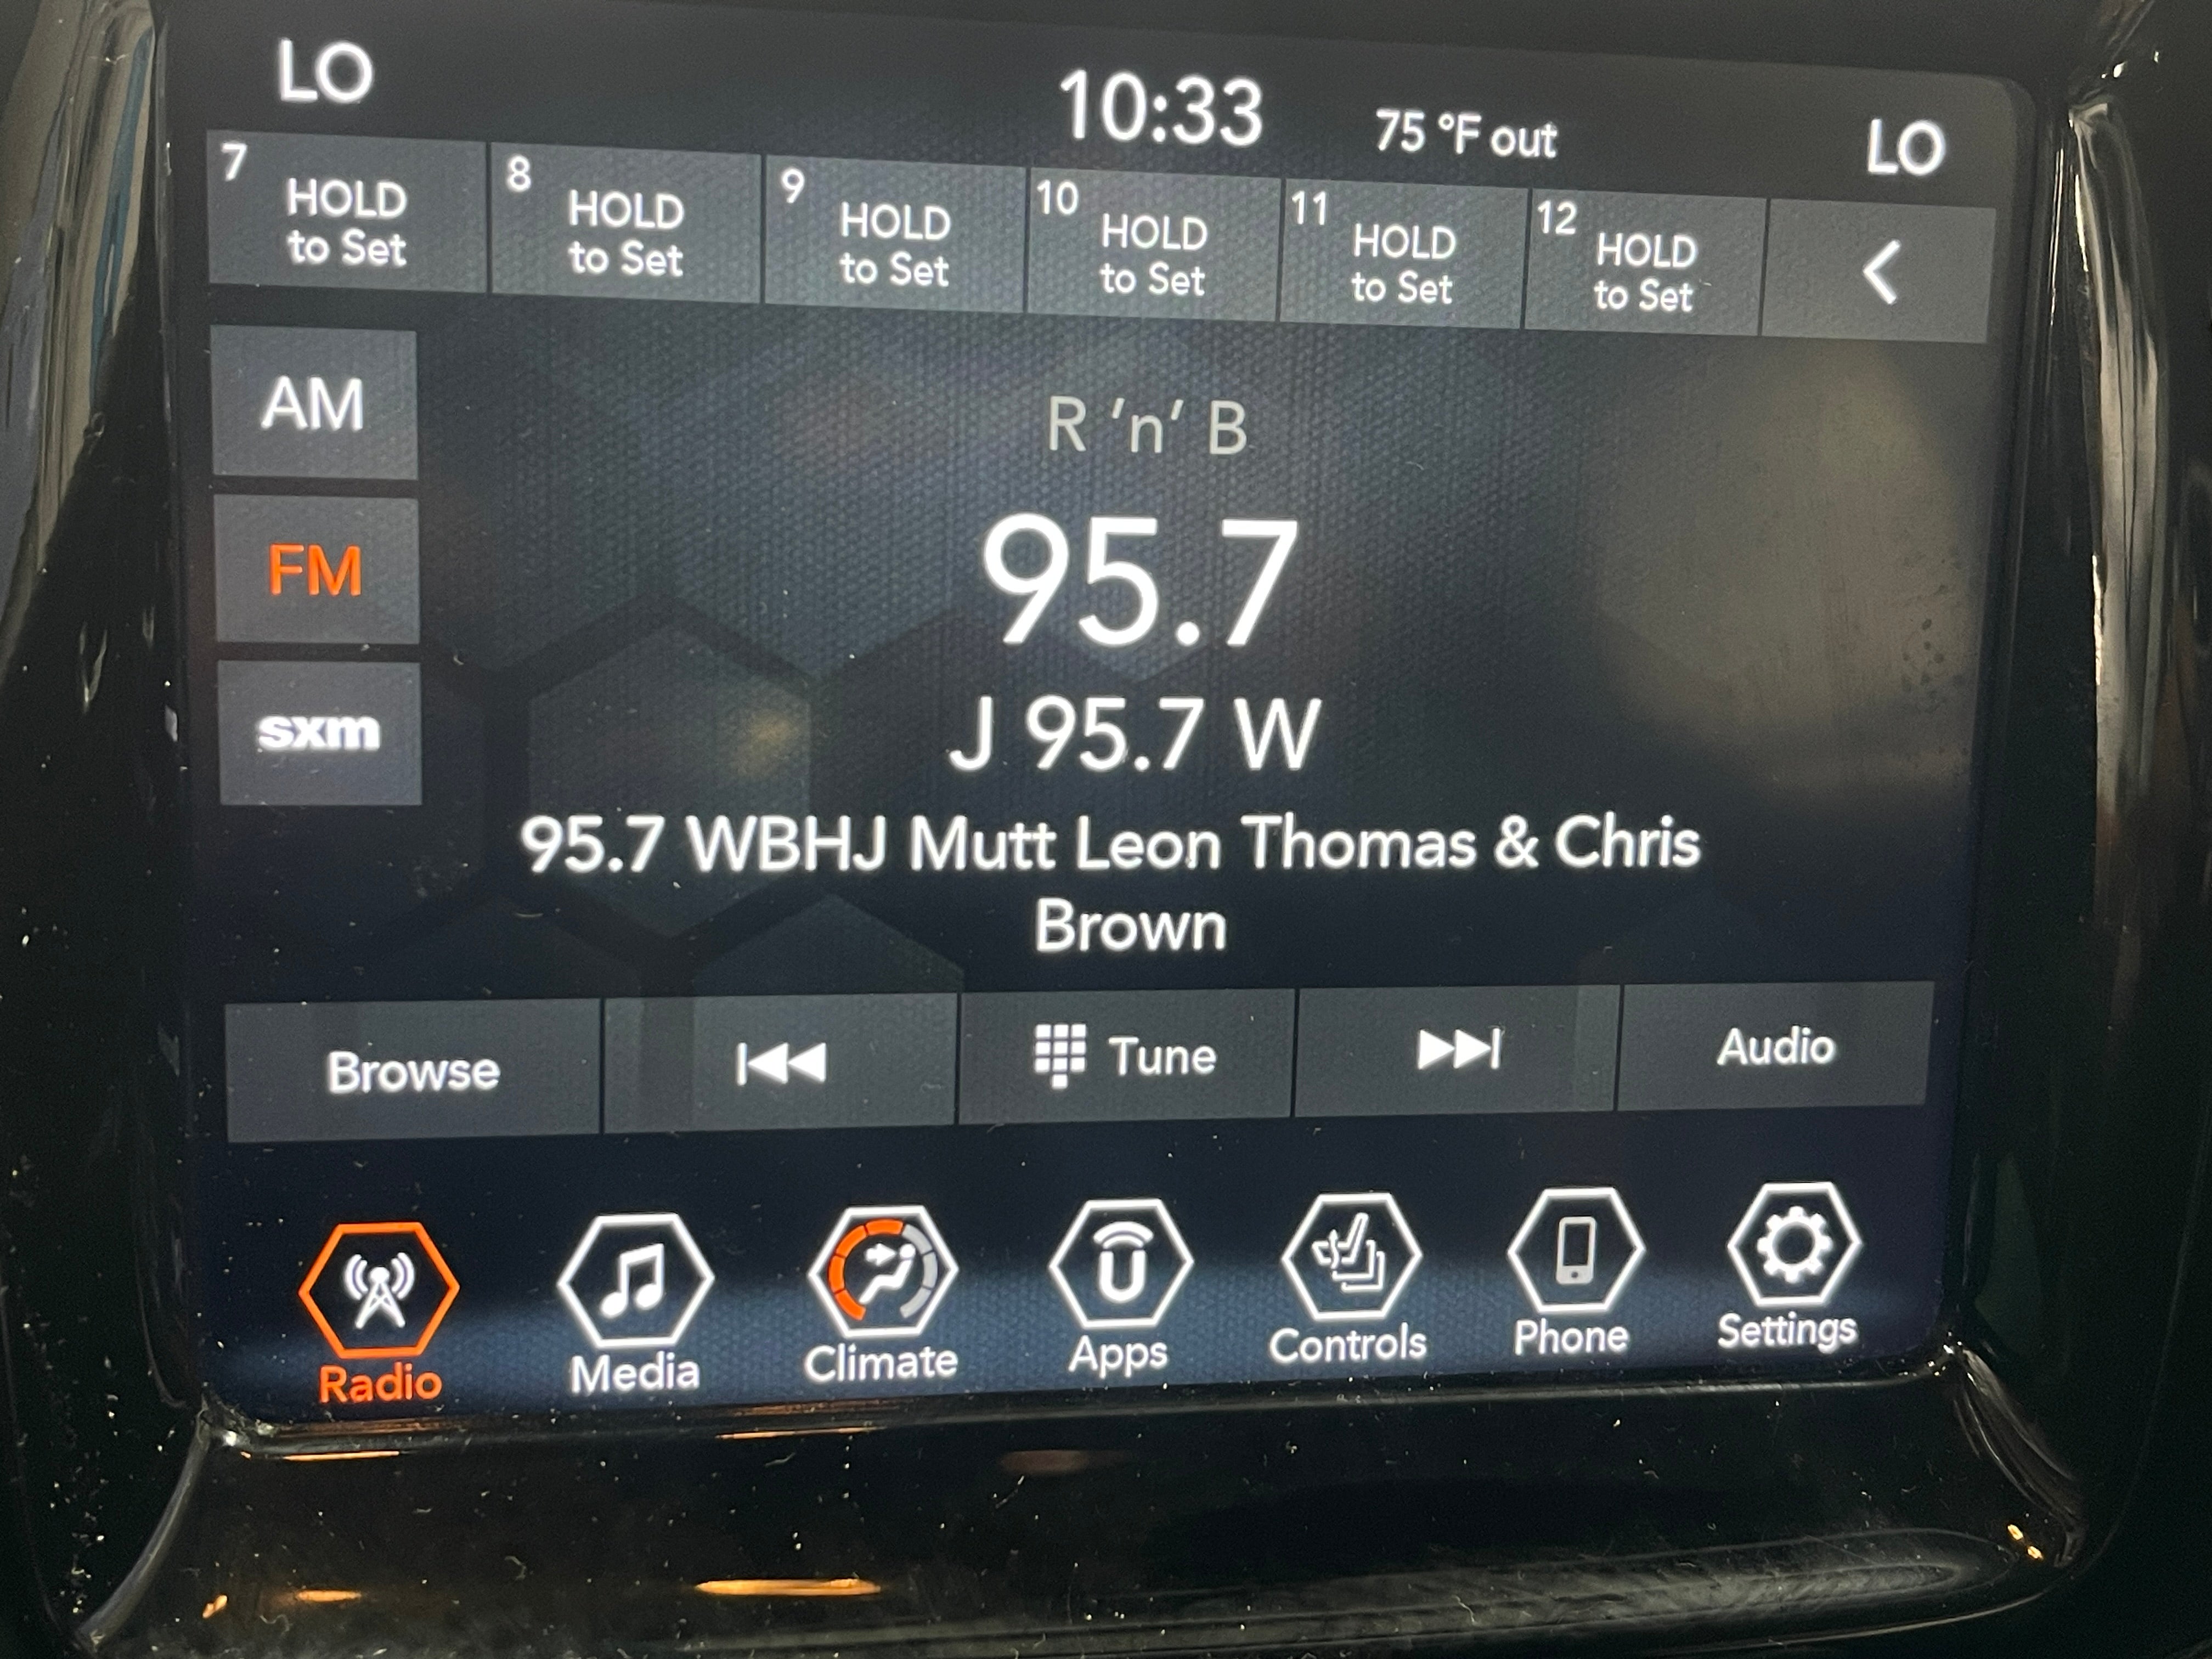 LO
10:33
75 °F out
LO
7
HOLD
to Set
8
HOLD
to Set
9
HOLD
to Set
10
HOLD
to Set
11
HOLD
to Set
12
HOLD
to Set
AM
FM
sxm
R 'n' B
95.7
J 95.7 W
95.7 WBHJ Mutt Leon Thomas & Chris
Brown
Browse
Tune
Audio
Radio
Media
Climate
Apps
Controls
Phone
Settings